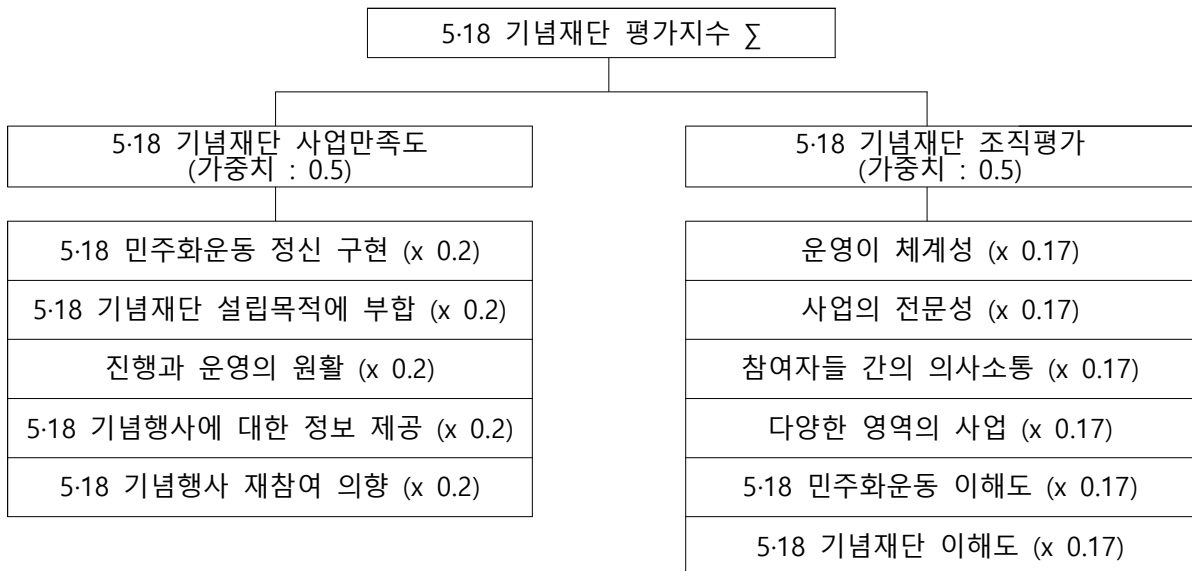 5·18 기념재단 평가지수 ∑
5·18 기념재단 사업만족도
(가중치 : 0.5)
5·18 민주화운동 정신 구현 (x 0.2)
5·18 기념재단 설립목적에 부합 (x 0.2)
진행과 운영의 원활 (x 0.2)
5·18 기념행사에 대한 정보 제공 (x 0.2)
5·18 기념행사 재참여 의향 (x 0.2)
5·18 기념재단 조직평가
(가중치 : 0.5)
운영이 체계성 (x 0.17)
사업의 전문성 (x 0.17)
참여자들 간의 의사소통 (x 0.17)
다양한 영역의 사업 (x 0.17)
5·18 민주화운동 이해도 (x 0.17)
5·18 기념재단 이해도 (x 0.17)